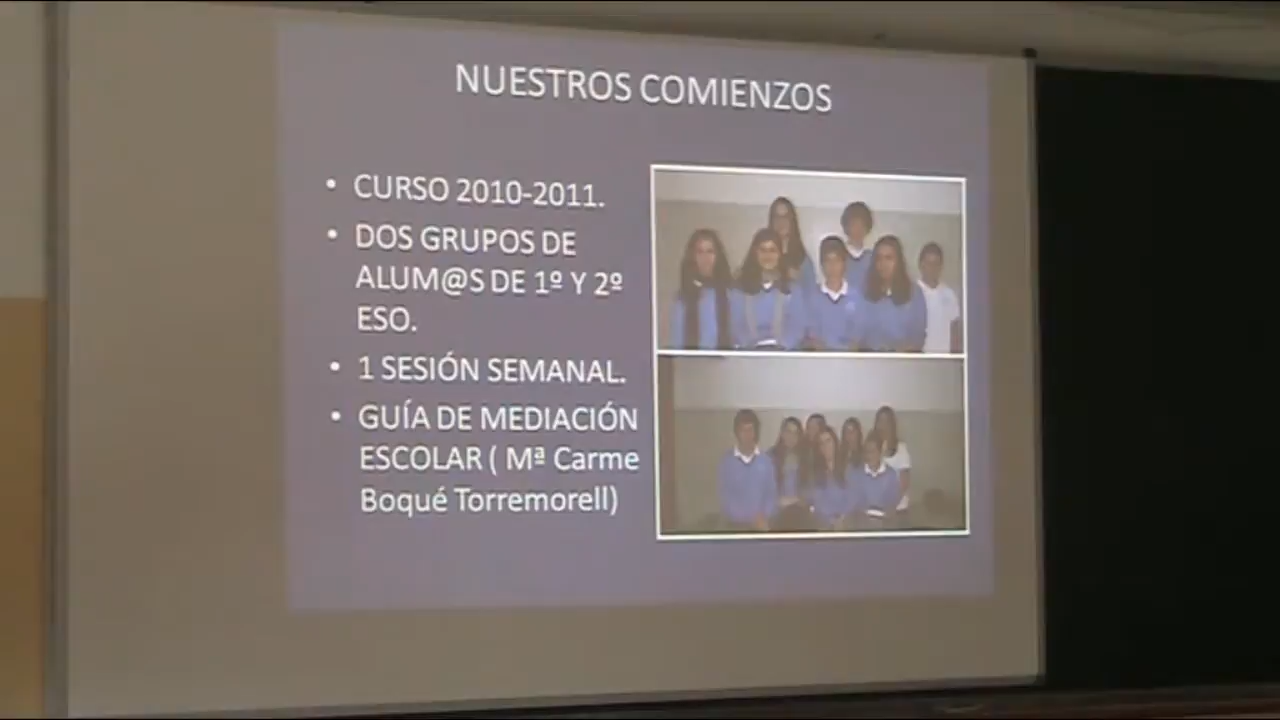 NUESTROS COMIENZOS
• CURSO 2010-2011.
• DOS GRUPOS DE
ALUM@S DE 1º Y 2º
ESO.
• 1 SESIÓN SEMANAL.
• GUÍA DE MEDIACIÓN
ESCOLAR ( Mª Carme
Boqué Torremorell)